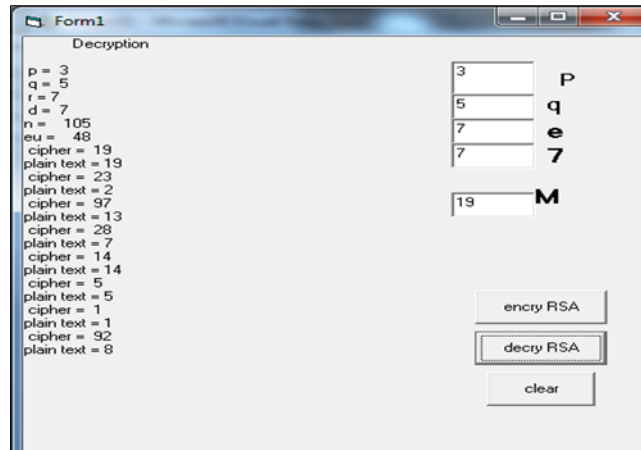 Form1
Decryption
p = 3
q = 5
r = 7
d = 7
n = 105
eu = 48
cipher = 19
plain text = 19
cipher = 23
plain text = 2
cipher = 97
plain text = 13
cipher = 28
plain text = 7
cipher = 14
plain text = 14
cipher = 5
plain text = 5
cipher = 1
plain text = 1
cipher = 92
plain text = 8
3 P
5 q
7 e
7 7
19 M
encry RSA
decry RSA
clear